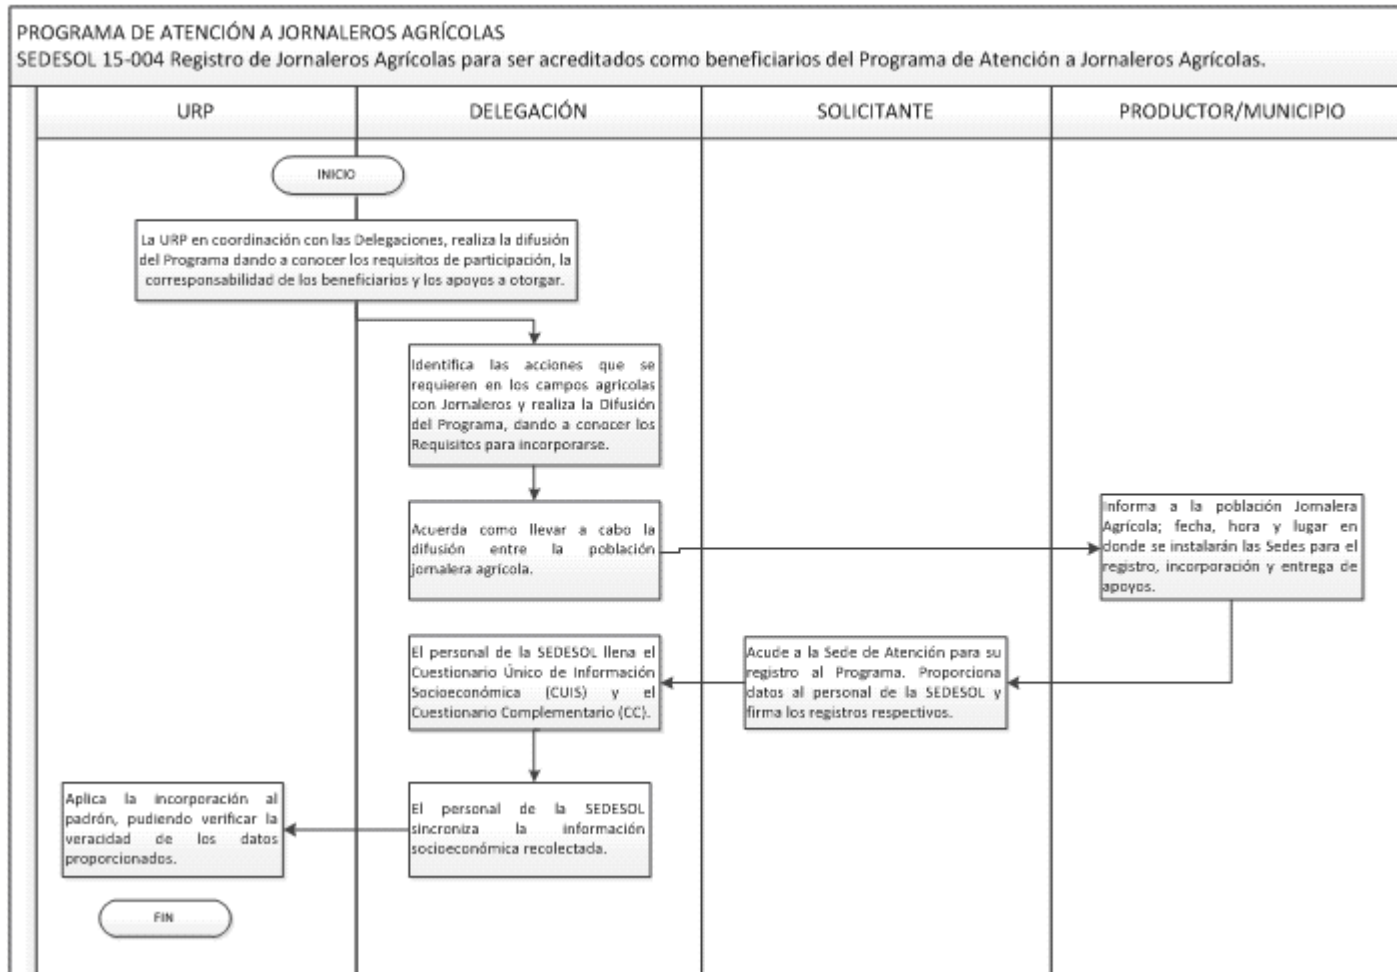 PROGRAMA DE ATENCIÓN A JORNALEROS AGRÍCOLAS
SEDESOL 15-004 Registro de Jornaleros Agrícolas para ser acreditados como beneficiarios del Programa de Atención a Jornaleros Agrícolas.
URP
DELEGACIÓN
SOLICITANTE
PRODUCTOR/MUNICIPIO
INICIO
La URP en coordinación con las Delegaciones, realiza la difusión
del Programa dando a conocer los requisitos de participación, la
corresponsabilidad de los beneficiarios y los apoyos a otorgar.
Identifica las acciones que se
requieren en los campos agrícolas
con Jornaleros y realiza la Difusión
del Programa, dando a conocer los
Requisitos para incorporarse.
Acuerda como llevar a cabo la
difusión entre la población
jornalera agrícola.
Informa a la población Jornalera
Agrícola; fecha, hora y lugar en
donde se instalarán las Sedes para el
registro, incorporación y entrega de
apoyos.
Acude a la Sede de Atención para su
registro al Programa. Proporciona
datos al personal de la SEDESOL y
firma los registros respectivos.
El personal de la SEDESOL llena el
Cuestionario Único de Información
Socioeconómica (CUIS) y el
Cuestionario Complementario (CC).
El personal de la SEDESOL
sincroniza la información
socioeconómica recolectada.
Aplica la incorporación al
padrón, pudiendo verificar la
veracidad de los datos
proporcionados.
FIN